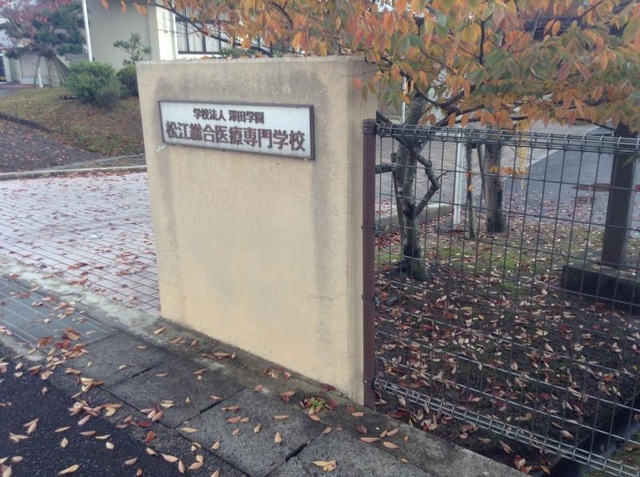 学校法人 澤田学園
松江総合医療専門学校